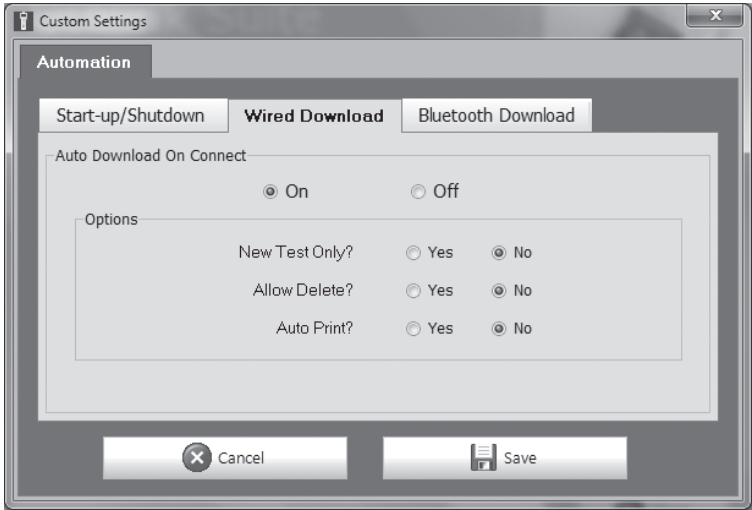 Custom Settings
x
Automation
Start-up/Shutdown Wired Download Bluetooth Download
Auto Download On Connect
On Off
Options
New Test Only? Yes No
Allow Delete? Yes No
Auto Print? Yes No
Cancel Save